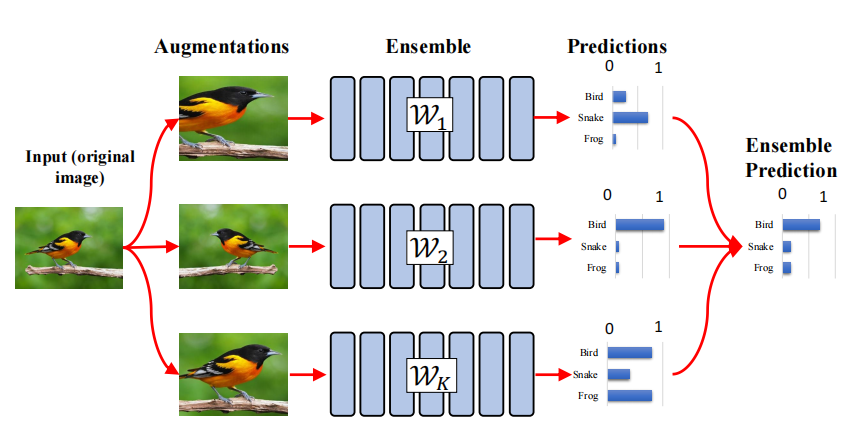 Augmentations
Ensemble
Predictions
Input (original
image)
𝒲1
0 1
Bird
Snake
Frog
𝒲2
0 1
Bird
Snake
Frog
𝒲K
0 1
Bird
Snake
Frog
Ensemble
Prediction
0 1
Bird
Snake
Frog